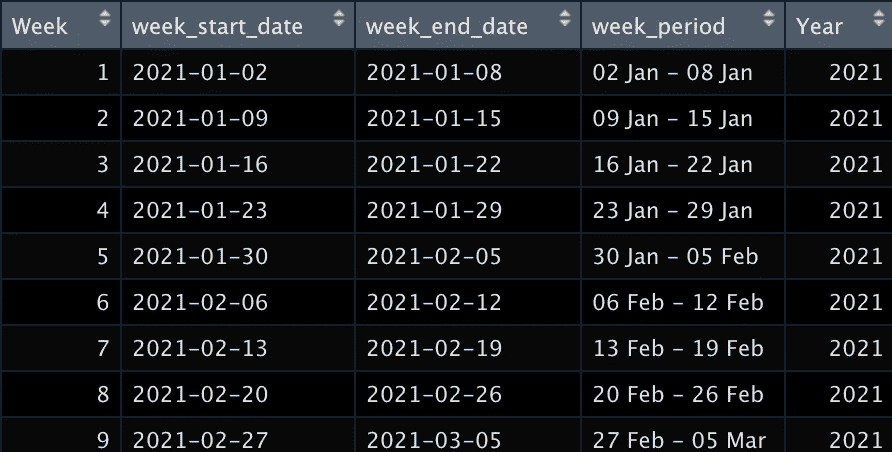 Week week_start_date week_end_date week_period Year
1 2021-01-02 2021-01-08 02 Jan - 08 Jan 2021
2 2021-01-09 2021-01-15 09 Jan - 15 Jan 2021
3 2021-01-16 2021-01-22 16 Jan - 22 Jan 2021
4 2021-01-23 2021-01-29 23 Jan - 29 Jan 2021
5 2021-01-30 2021-02-05 30 Jan - 05 Feb 2021
6 2021-02-06 2021-02-12 06 Feb - 12 Feb 2021
7 2021-02-13 2021-02-19 13 Feb - 19 Feb 2021
8 2021-02-20 2021-02-26 20 Feb - 26 Feb 2021
9 2021-02-27 2021-03-05 27 Feb - 05 Mar 2021